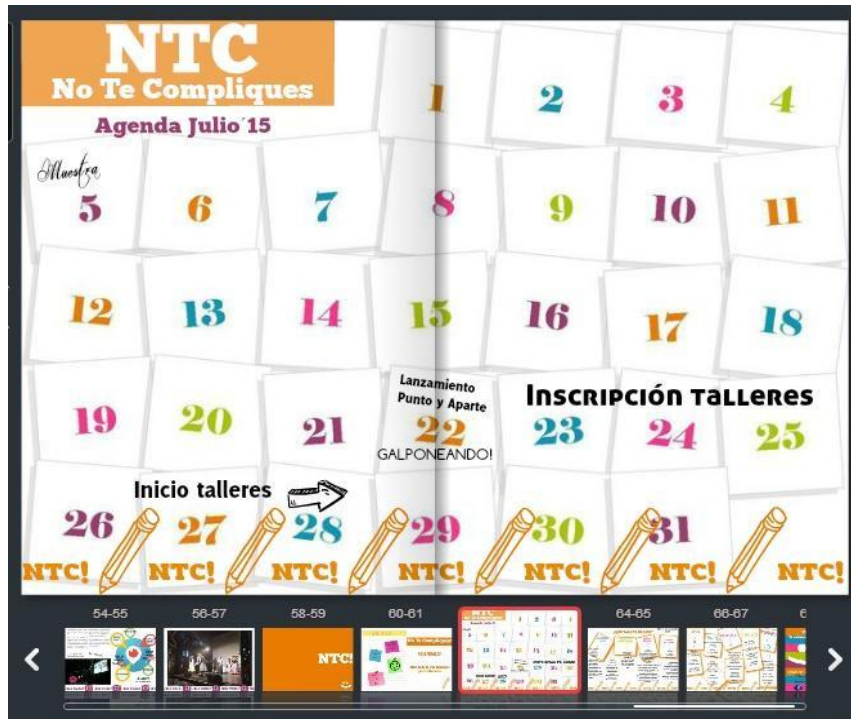 NTC
No Te Compliques
Agenda Julio´15
1 2 3 4
Muestra
5 6 7 8 9 10 11
12 13 14 15 16 17 18
Lanzamiento
Punto y Aparte
Inscripción talleres
19 20 21 22 23 24 25
GALPONEANDO!
Inicio talleres
26 27 28 29 30 31
NTC! NTC! NTC! NTC! NTC! NTC! NTC!
54-55 56-57 58-59 60-61 64-65 66-67
NTC!